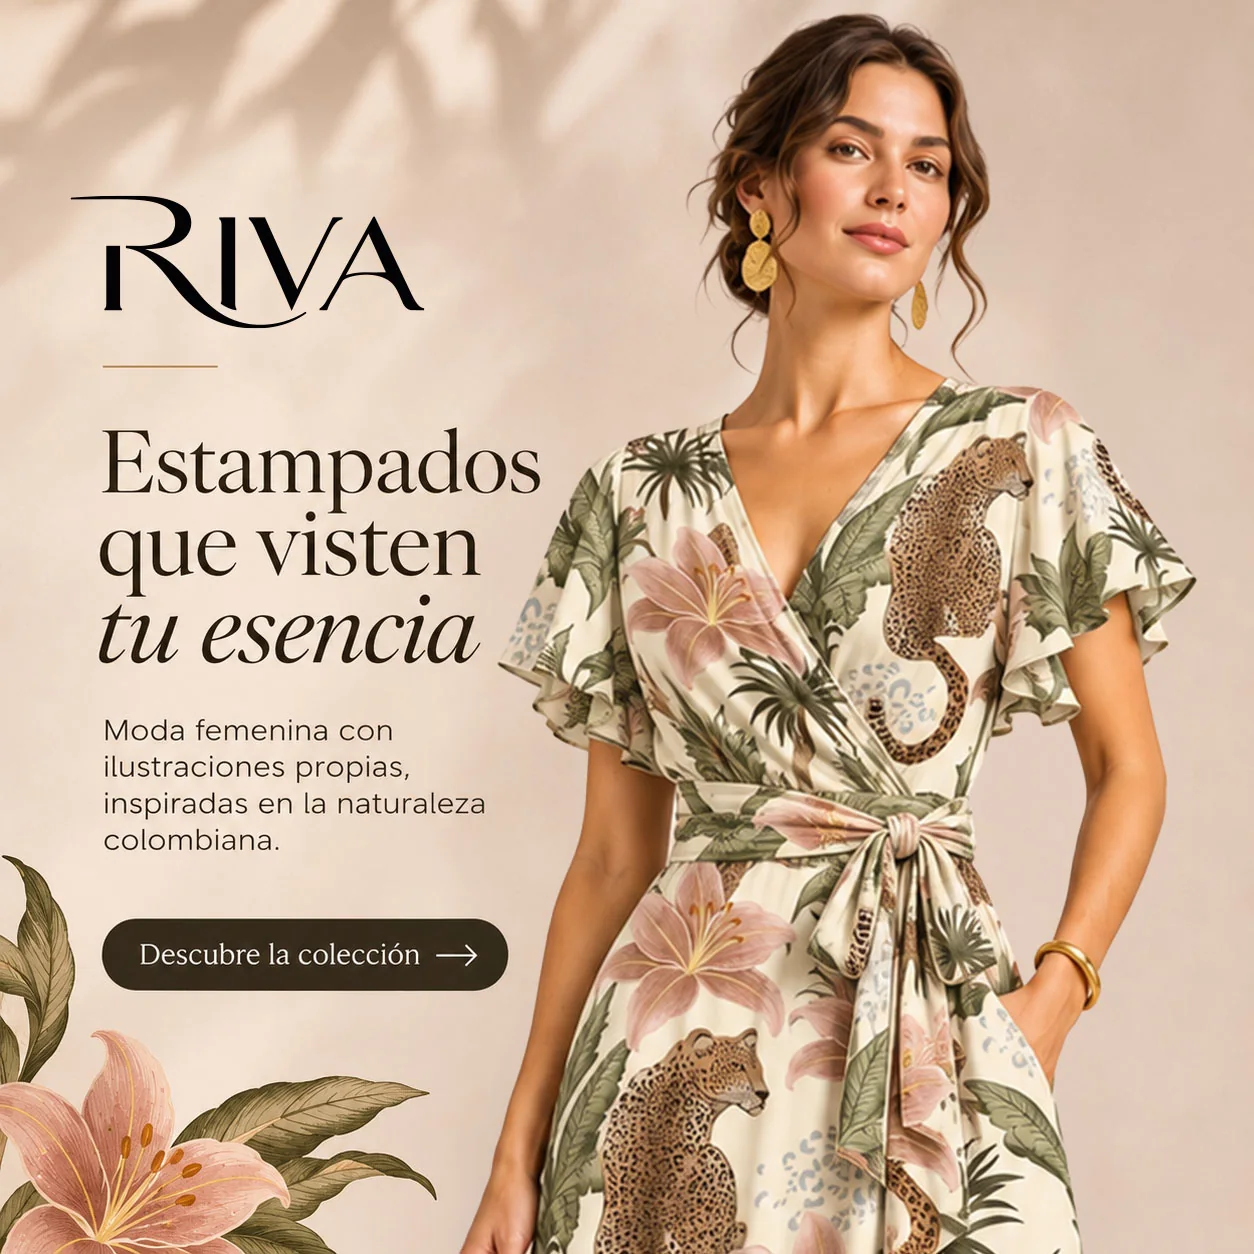 RIVA
Estampados
que visten
tu esencia
Moda femenina con
ilustraciones propias,
inspiradas en la naturaleza
colombiana.
Descubre la colección →